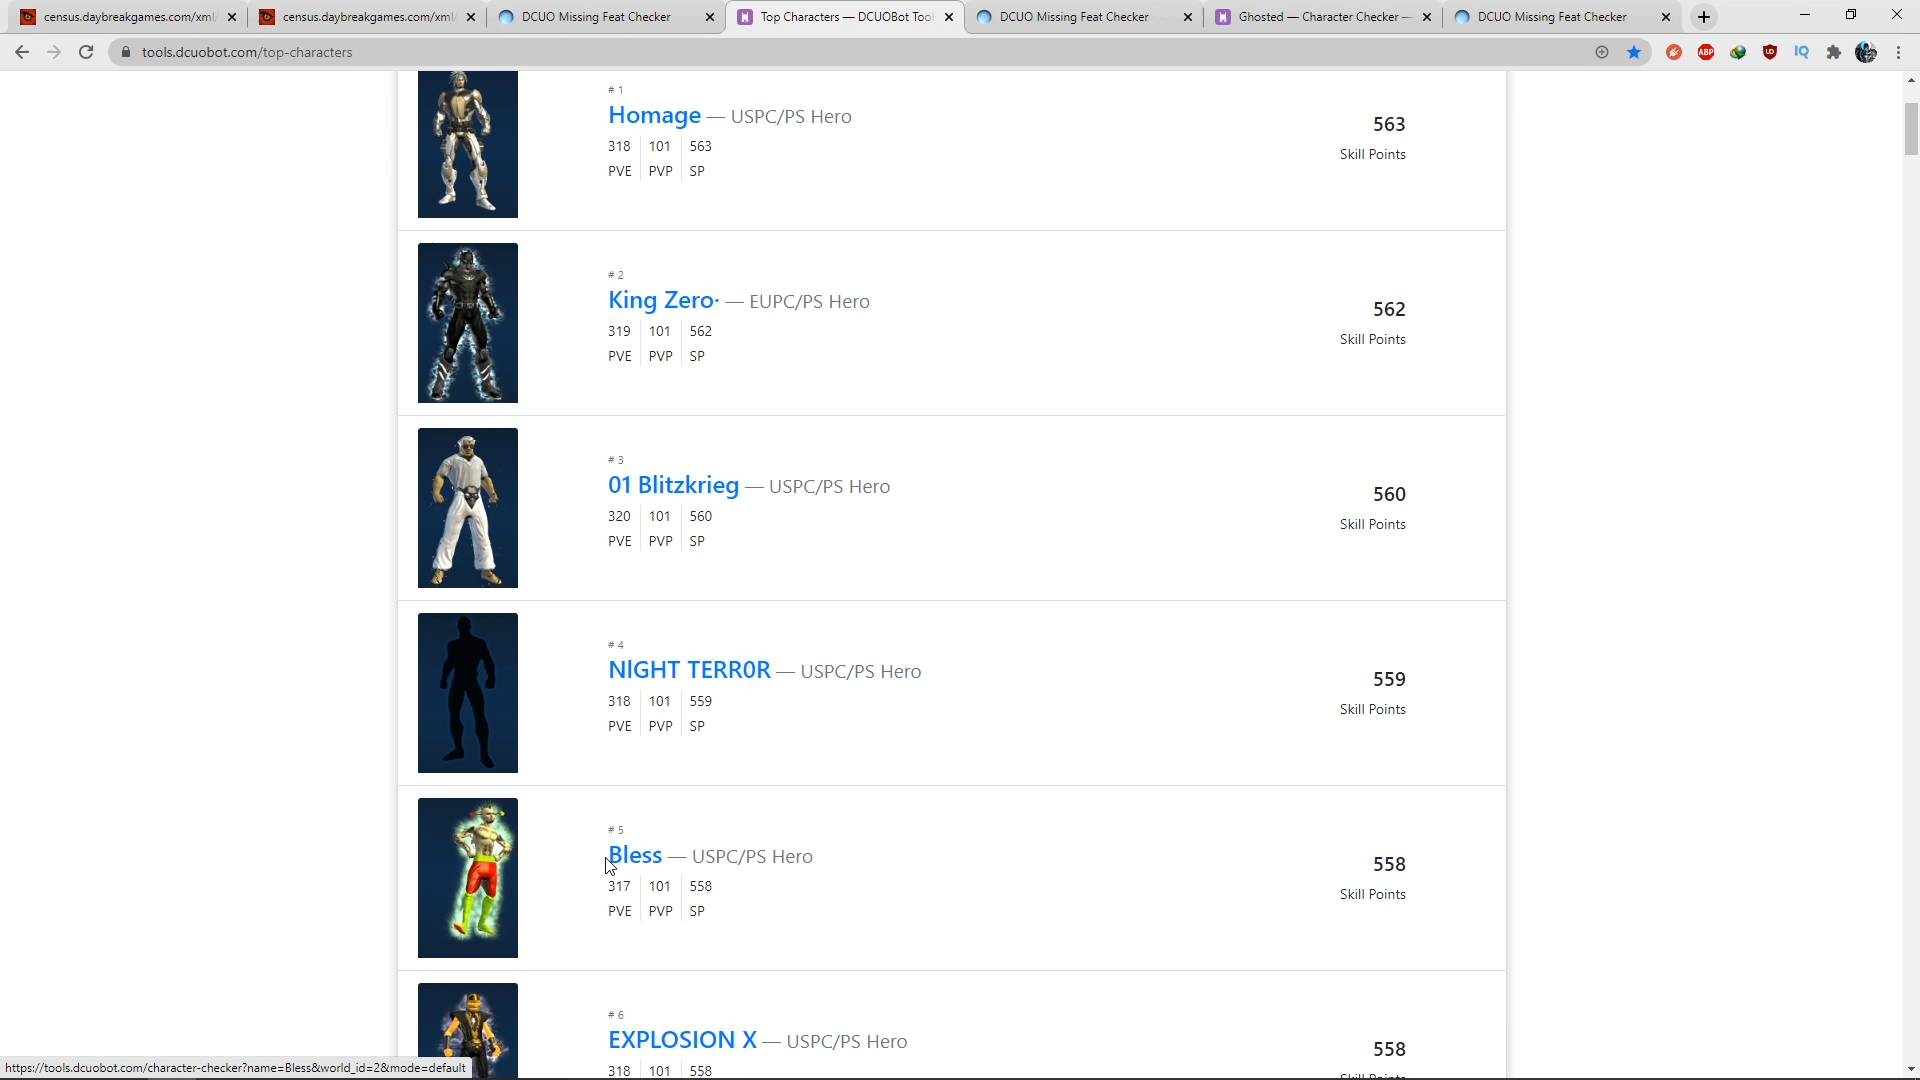 census.daybreakgames.com/xml/
census.daybreakgames.com/xml/
DCUO Missing Feat Checker
Top Characters — DCUOBot Tool
DCUO Missing Feat Checker
Ghosted — Character Checker —
DCUO Missing Feat Checker
tools.dcuobot.com/top-characters
ABP
UD
IQ
# 1
Homage — USPC/PS Hero
318 101 563
PVE PVP SP
563
Skill Points
# 2
King Zero· — EUPC/PS Hero
319 101 562
PVE PVP SP
562
Skill Points
# 3
01 Blitzkrieg — USPC/PS Hero
320 101 560
PVE PVP SP
560
Skill Points
# 4
NlGHT TERR0R — USPC/PS Hero
318 101 559
PVE PVP SP
559
Skill Points
# 5
Bless — USPC/PS Hero
317 101 558
PVE PVP SP
558
Skill Points
# 6
EXPLOSION X — USPC/PS Hero
318 101 558
558
Skill Points
https://tools.dcuobot.com/character-checker?name=Bless&world_id=2&mode=default